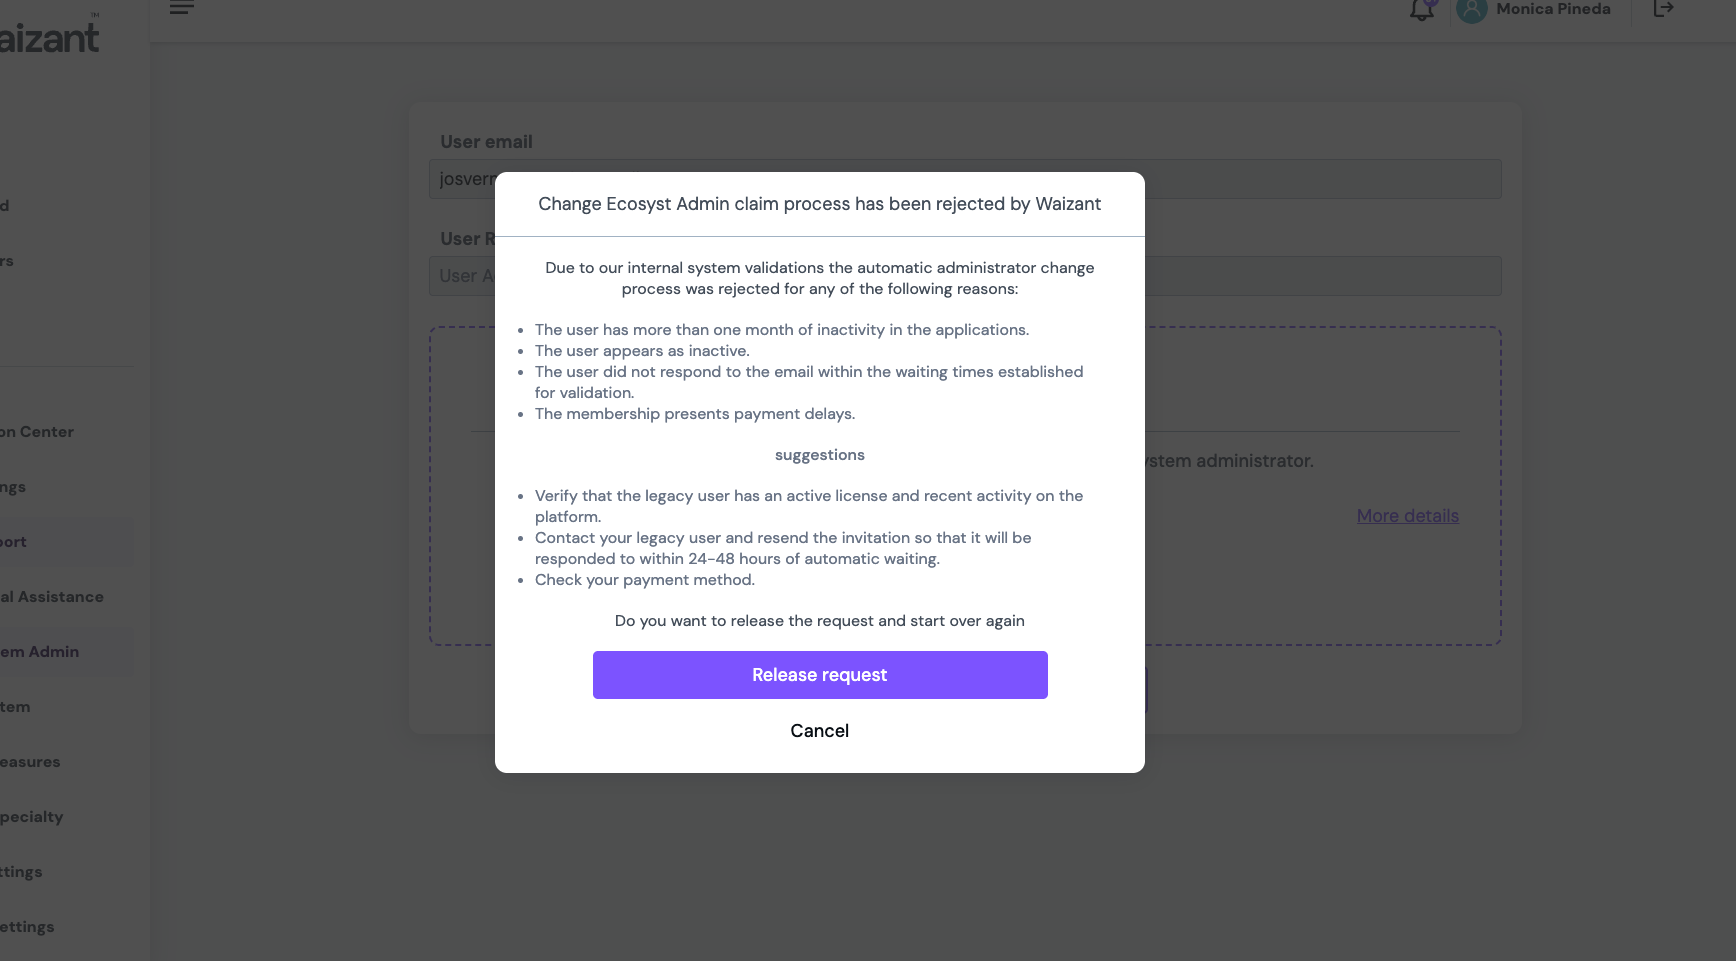 TM
aizant
Monica Pineda
d
rs
on Center
ngs
port
al Assistance
em Admin
tem
easures
pecialty
ttings
ettings
User email
josver
User R
User A
ystem administrator.
More details
Change Ecosyst Admin claim process has been rejected by Waizant
Due to our internal system validations the automatic administrator change
process was rejected for any of the following reasons:
• The user has more than one month of inactivity in the applications.
• The user appears as inactive.
• The user did not respond to the email within the waiting times established
for validation.
• The membership presents payment delays.
suggestions
• Verify that the legacy user has an active license and recent activity on the
platform.
• Contact your legacy user and resend the invitation so that it will be
responded to within 24-48 hours of automatic waiting.
• Check your payment method.
Do you want to release the request and start over again
Release request
Cancel